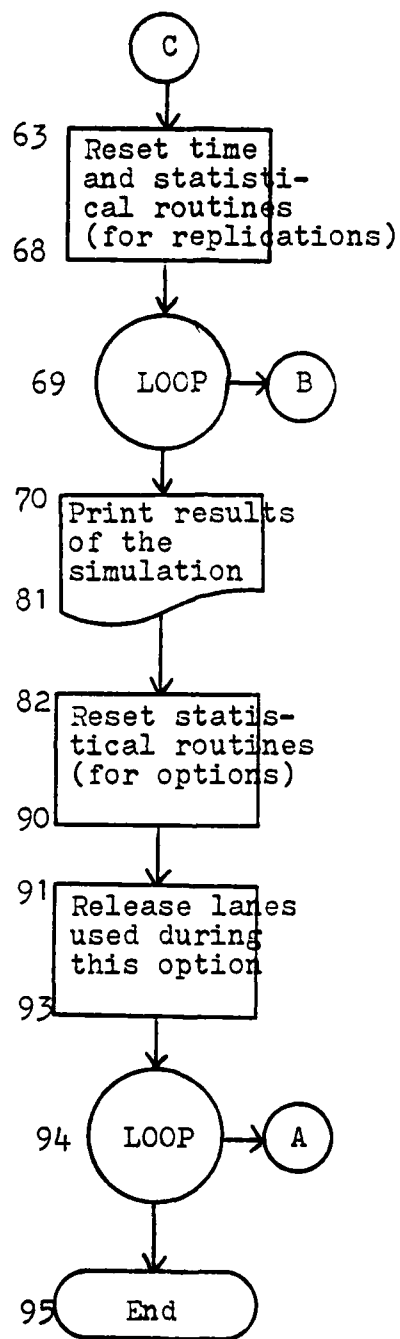 C
63
Reset time
and statisti-
cal routines
(for replications)
68
69
LOOP
B
70
Print results
of the
simulation
81
82
Reset statis-
tical routines
(for options)
90
91
Release lanes
used during
this option
93
94
LOOP
A
95
End